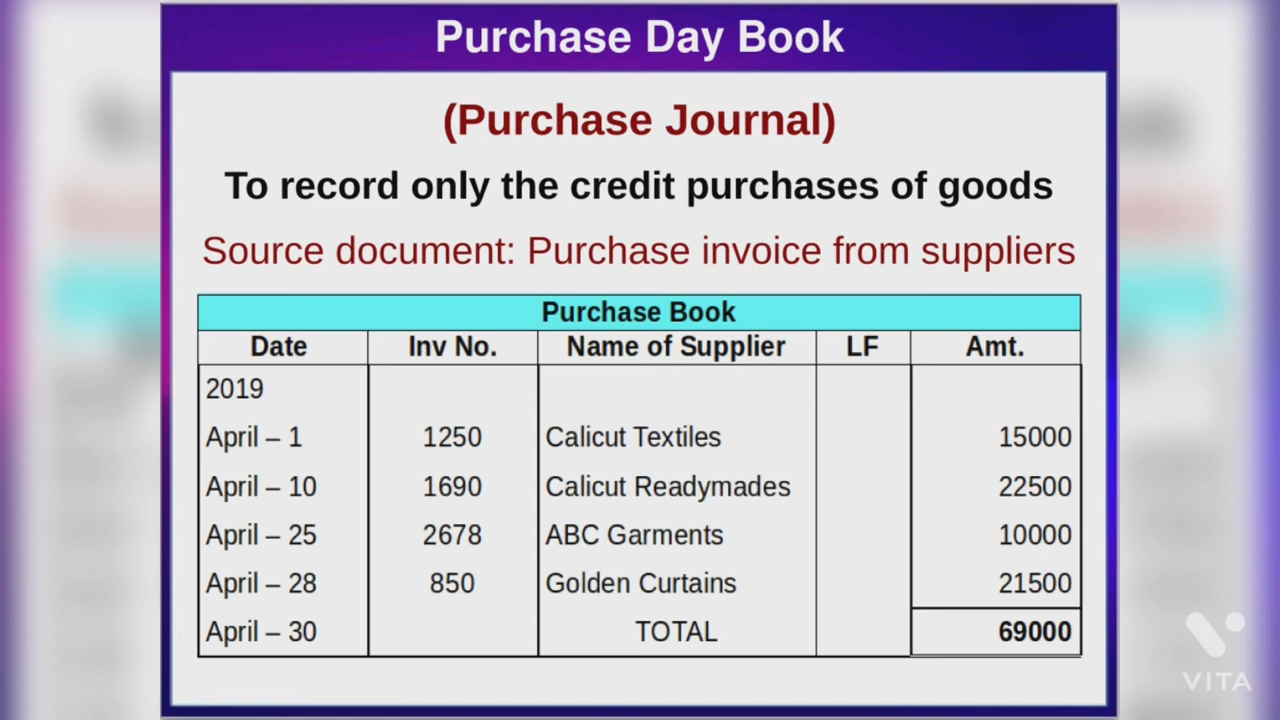 Purchase Day Book
(Purchase Journal)
To record only the credit purchases of goods
Source document: Purchase invoice from suppliers
Purchase Book
Date Inv No. Name of Supplier LF Amt.
2019
April – 1 1250 Calicut Textiles 15000
April – 10 1690 Calicut Readymades 22500
April – 25 2678 ABC Garments 10000
April – 28 850 Golden Curtains 21500
April – 30 TOTAL 69000
VITA